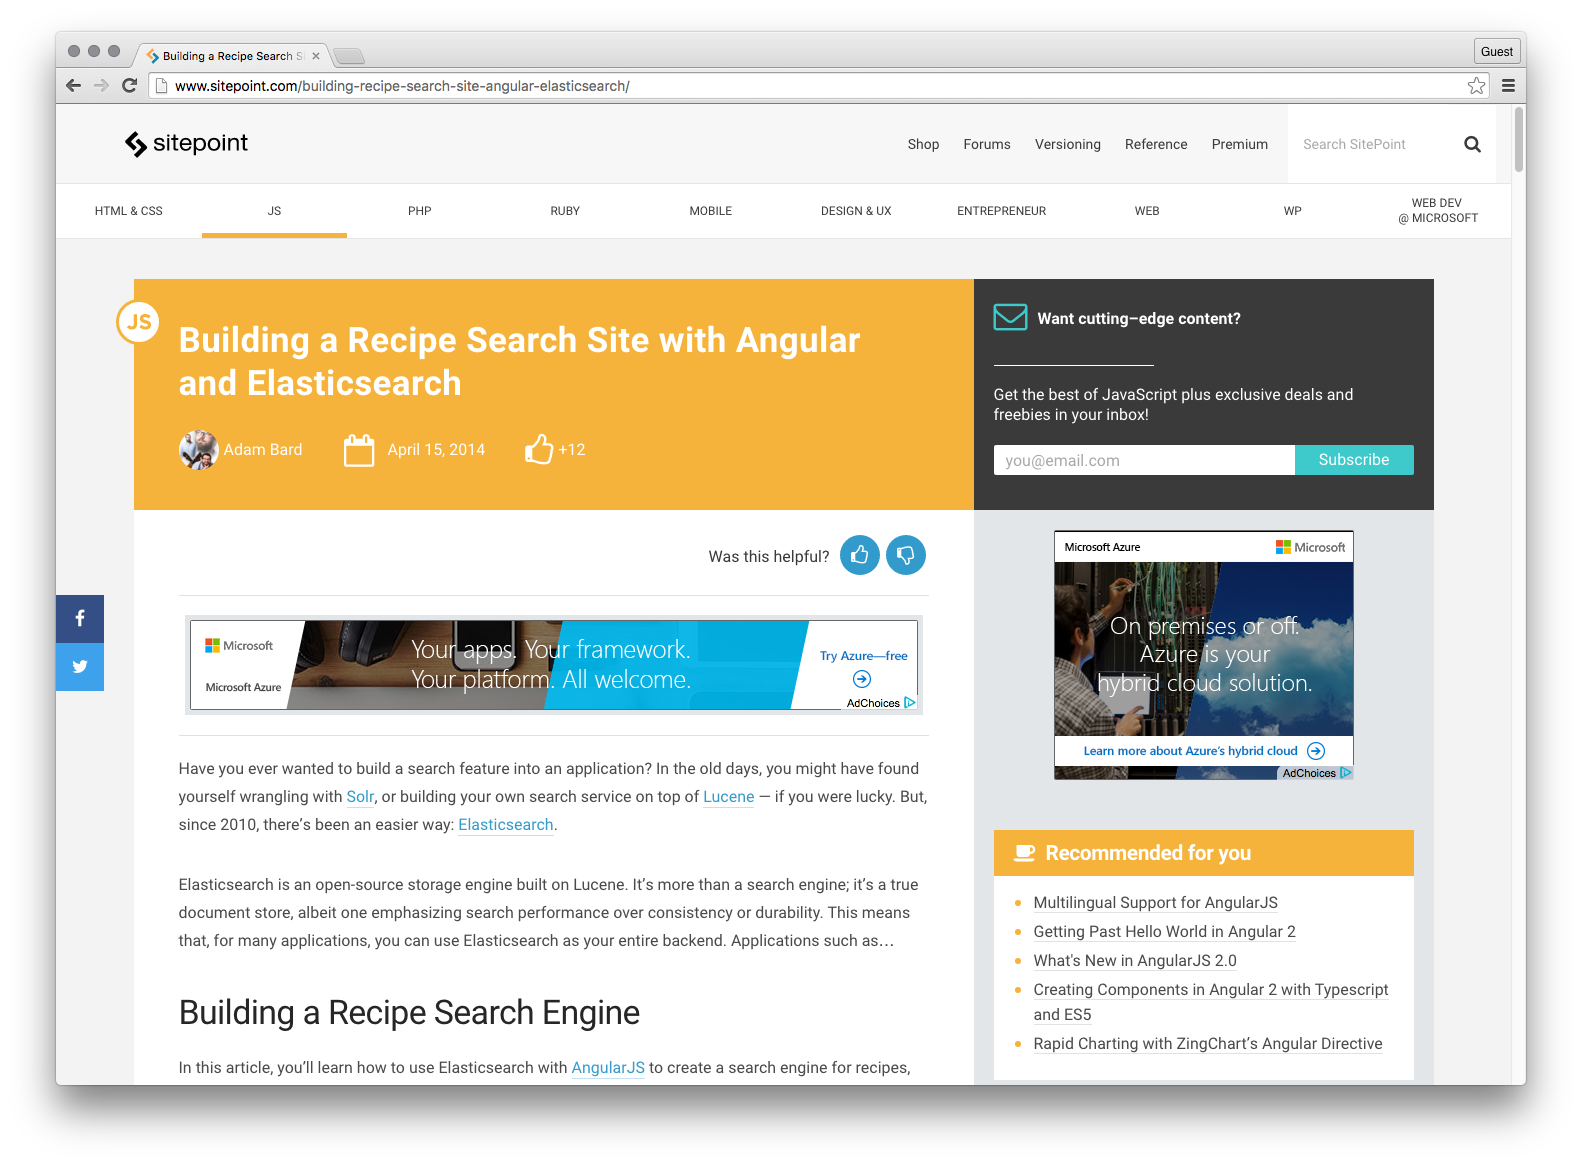 Building a Recipe Search S
Guest
www.sitepoint.com/building-recipe-search-site-angular-elasticsearch/
sitepoint
Shop Forums Versioning Reference Premium Search SitePoint
HTML & CSS JS PHP RUBY MOBILE DESIGN & UX ENTREPRENEUR WEB WP WEB DEV
@ MICROSOFT
JS
Building a Recipe Search Site with Angular
and Elasticsearch
Adam Bard April 15, 2014 +12
Want cutting–edge content?
Get the best of JavaScript plus exclusive deals and
freebies in your inbox!
you@email.com Subscribe
Was this helpful?
Microsoft
Microsoft Azure
Your apps. Your framework.
Your platform. All welcome.
Try Azure—free
AdChoices
Have you ever wanted to build a search feature into an application? In the old days, you might have found
yourself wrangling with Solr, or building your own search service on top of Lucene — if you were lucky. But,
since 2010, there’s been an easier way: Elasticsearch.
Elasticsearch is an open-source storage engine built on Lucene. It’s more than a search engine; it’s a true
document store, albeit one emphasizing search performance over consistency or durability. This means
that, for many applications, you can use Elasticsearch as your entire backend. Applications such as…
Building a Recipe Search Engine
In this article, you’ll learn how to use Elasticsearch with AngularJS to create a search engine for recipes,
Microsoft Azure Microsoft
On premises or off.
Azure is your
hybrid cloud solution.
Learn more about Azure’s hybrid cloud
AdChoices
Recommended for you
Multilingual Support for AngularJS
Getting Past Hello World in Angular 2
What's New in AngularJS 2.0
Creating Components in Angular 2 with Typescript
and ES5
Rapid Charting with ZingChart’s Angular Directive